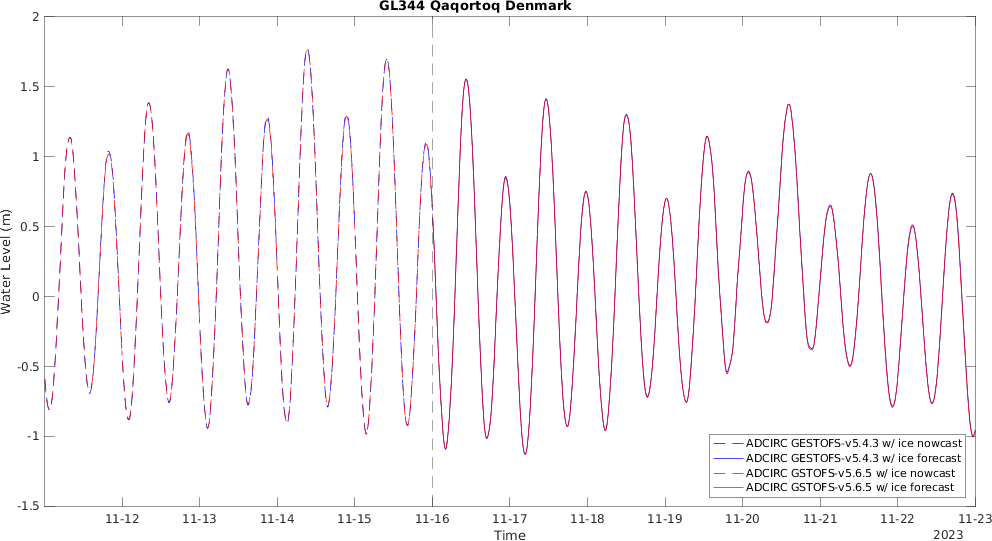 GL344 Qaqortoq Denmark
2
1.5
1
0.5
0
-0.5
-1
-1.5
Water Level (m)
11-12 11-13 11-14 11-15 11-16 11-17 11-18 11-19 11-20 11-21 11-22 11-23
Time
2023
ADCIRC GESTOFS-v5.4.3 w/ ice nowcast
ADCIRC GESTOFS-v5.4.3 w/ ice forecast
ADCIRC GSTOFS-v5.6.5 w/ ice nowcast
ADCIRC GSTOFS-v5.6.5 w/ ice forecast